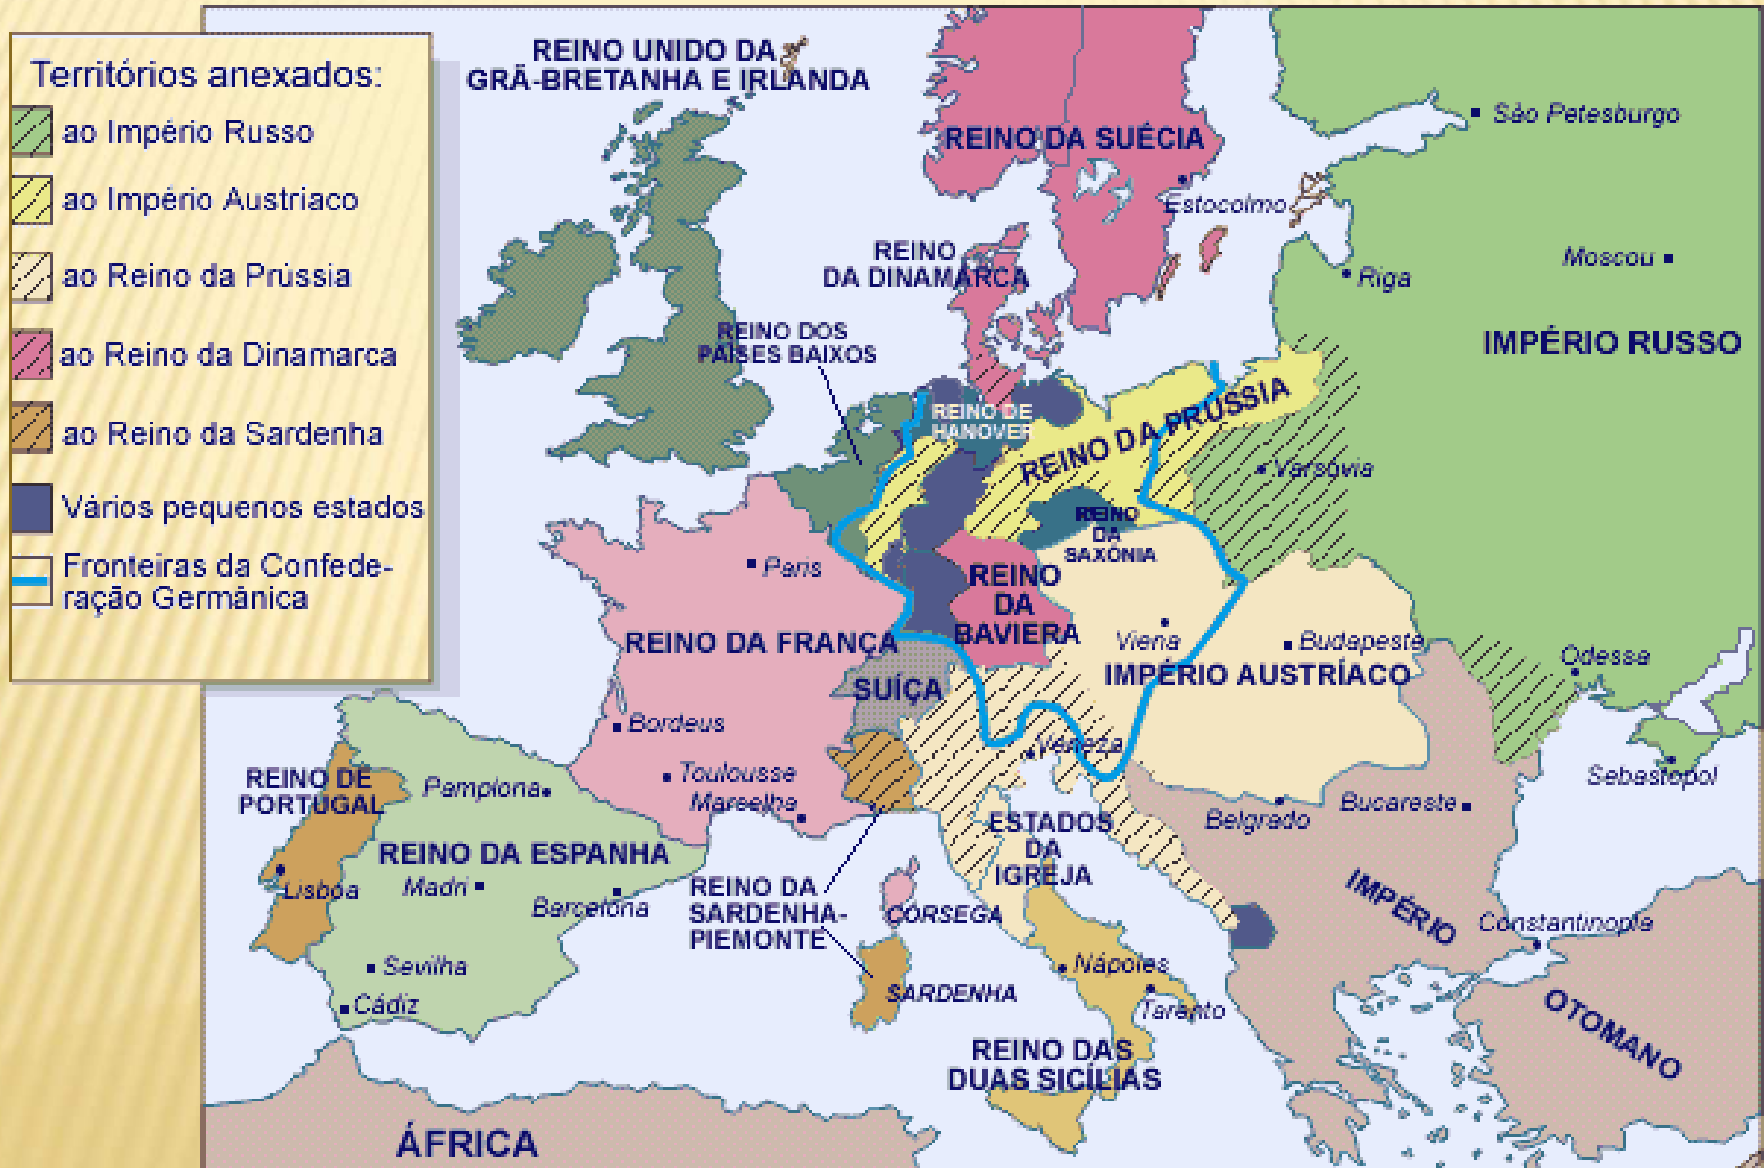 Territórios anexados:
ao Império Russo
ao Império Austriaco
ao Reino da Prússia
ao Reino da Dinamarca
ao Reino da Sardenha
Vários pequenos estados
Fronteiras da Confede-
ração Germânica
REINO UNIDO DA
GRÃ-BRETANHA E IRLANDA
REINO DA SUÉCIA
São Petesburgo
Estocolmo
Moscou
Riga
REINO
DA DINAMARCA
IMPÉRIO RUSSO
REINO DOS
PAÍSES BAIXOS
REINO DE
HANOVER
REINO DA PRÚSSIA
Varsóvia
REINO
DA
SAXÓNIA
Paris
REINO
DA
BAVIERA
REINO DA FRANÇA
Viena
Budapeste
IMPÉRIO AUSTRÍACO
Odessa
SUÍÇA
Bordeus
Veneza
Toulousse
Marselha
Sebastopol
REINO DE
PORTUGAL
Pamplona
Belgrado
Bucareste
ESTADOS
DA
IGREJA
REINO DA ESPANHA
Lisboa
Madri
Barcelona
REINO DA
SARDENHA-
PIEMONTE
CÓRSEGA
IMPÉRIO
OTOMANO
Constantinopla
Sevilha
Cádiz
SARDENHA
Nápoles
Taranto
REINO DAS
DUAS SICÍLIAS
ÁFRICA